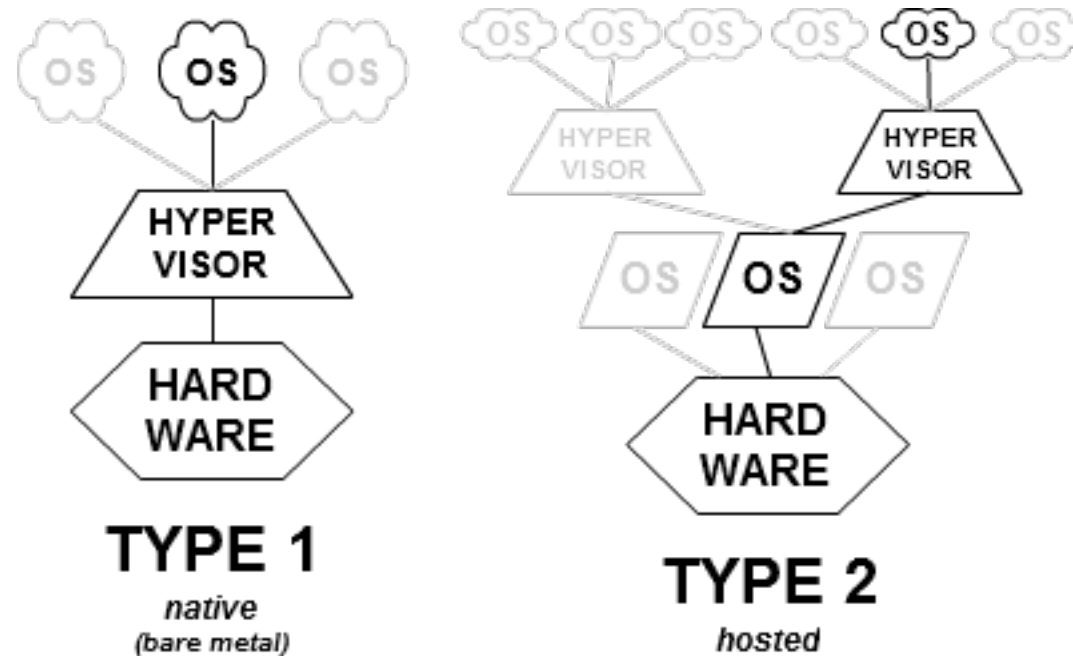 OS
OS
OS
HYPER
VISOR
HARD
WARE
TYPE 1
native
(bare metal)
OS
OS
OS
OS
OS
OS
HYPER
VISOR
HYPER
VISOR
OS
OS
OS
HARD
WARE
TYPE 2
hosted